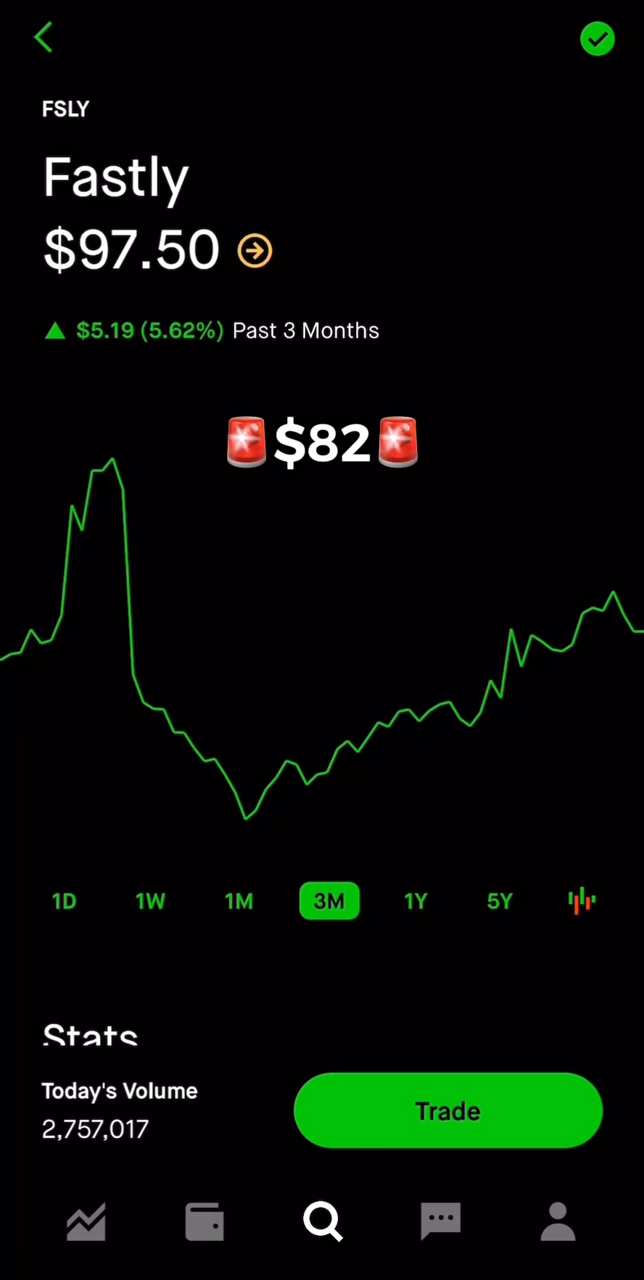 FSLY
Fastly
$97.50
$5.19 (5.62%) Past 3 Months
🚨$82🚨
1D 1W 1M 3M 1Y 5Y
Stats
Today's Volume
2,757,017
Trade